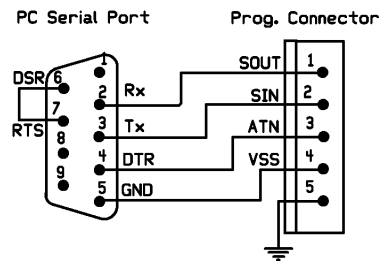 PC Serial Port
Prog. Connector
1
DSR 6
2 Rx
7
RTS
3 Tx
8
4 DTR
9
5 GND
SOUT 1
SIN 2
ATN 3
VSS 4
5